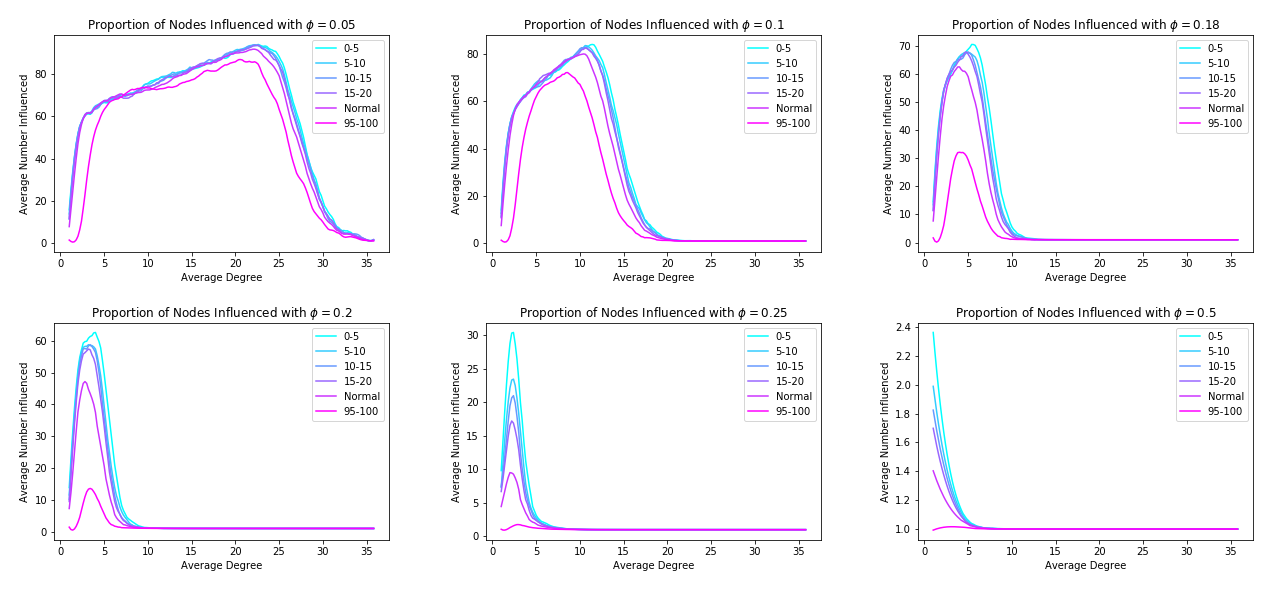 Proportion of Nodes Influenced with ϕ = 0.05
Average Number Influenced
80
60
40
20
0
0 5 10 15 20 25 30 35
Average Degree
0-5
5-10
10-15
15-20
Normal
95-100
Proportion of Nodes Influenced with ϕ = 0.1
Average Number Influenced
80
60
40
20
0
0 5 10 15 20 25 30 35
Average Degree
0-5
5-10
10-15
15-20
Normal
95-100
Proportion of Nodes Influenced with ϕ = 0.18
Average Number Influenced
70
60
50
40
30
20
10
0
0 5 10 15 20 25 30 35
Average Degree
0-5
5-10
10-15
15-20
Normal
95-100
Proportion of Nodes Influenced with ϕ = 0.2
Average Number Influenced
60
50
40
30
20
10
0
0 5 10 15 20 25 30 35
Average Degree
0-5
5-10
10-15
15-20
Normal
95-100
Proportion of Nodes Influenced with ϕ = 0.25
Average Number Influenced
30
25
20
15
10
5
0
0 5 10 15 20 25 30 35
Average Degree
0-5
5-10
10-15
15-20
Normal
95-100
Proportion of Nodes Influenced with ϕ = 0.5
Average Number Influenced
2.4
2.2
2.0
1.8
1.6
1.4
1.2
1.0
0 5 10 15 20 25 30 35
Average Degree
0-5
5-10
10-15
15-20
Normal
95-100